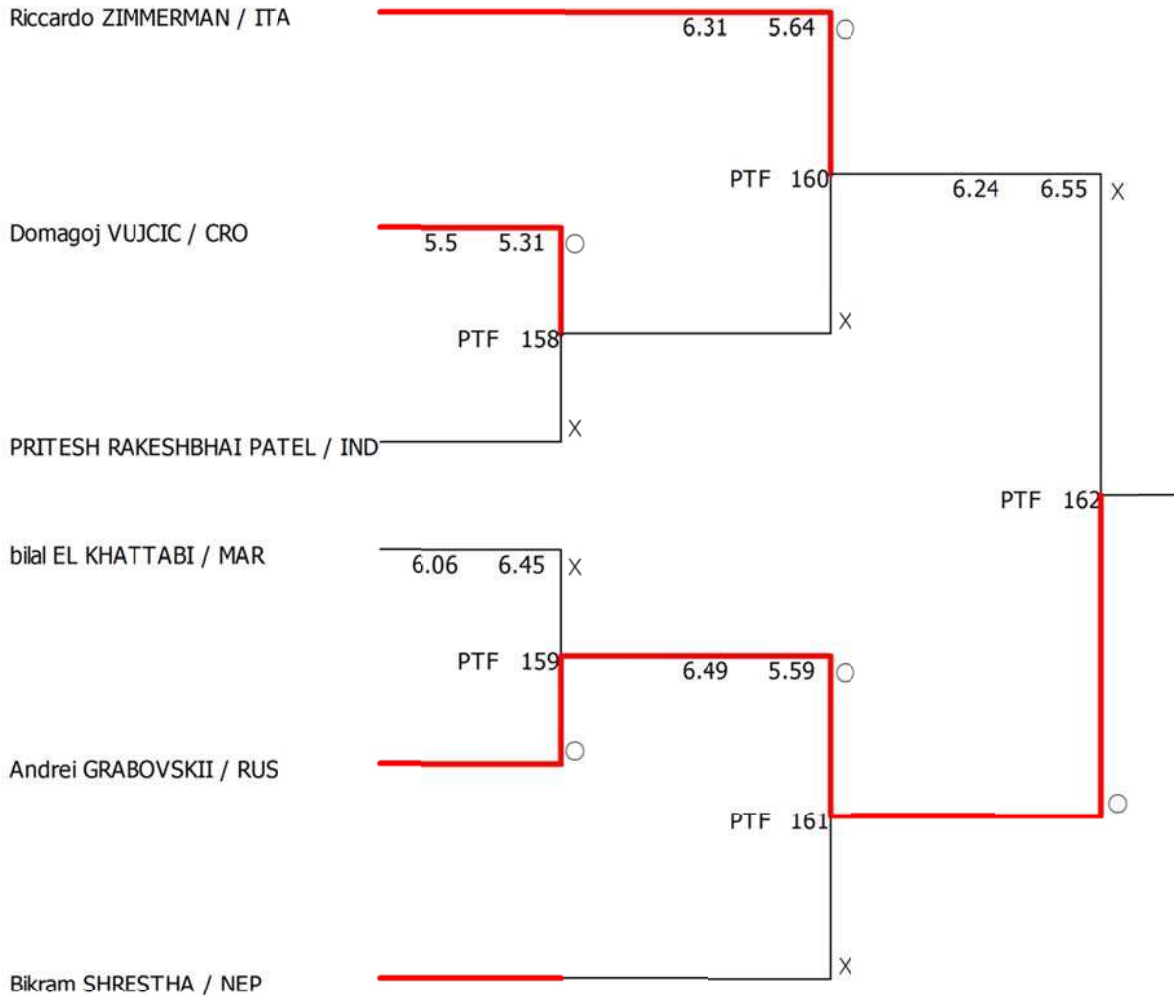 Riccardo ZIMMERMAN / ITA
6.31 5.64 O
PTF 160
6.24 6.55 X
Domagoj VUJCIC / CRO
5.5 5.31 O
X
PTF 158
PRITESH RAKESHBHAI PATEL / IND
X
PTF 162
bilal EL KHATTABI / MAR
6.06 6.45 X
PTF 159
6.49 5.59 O
O
Andrei GRABOVSKII / RUS
O
PTF 161
X
Bikram SHRESTHA / NEP